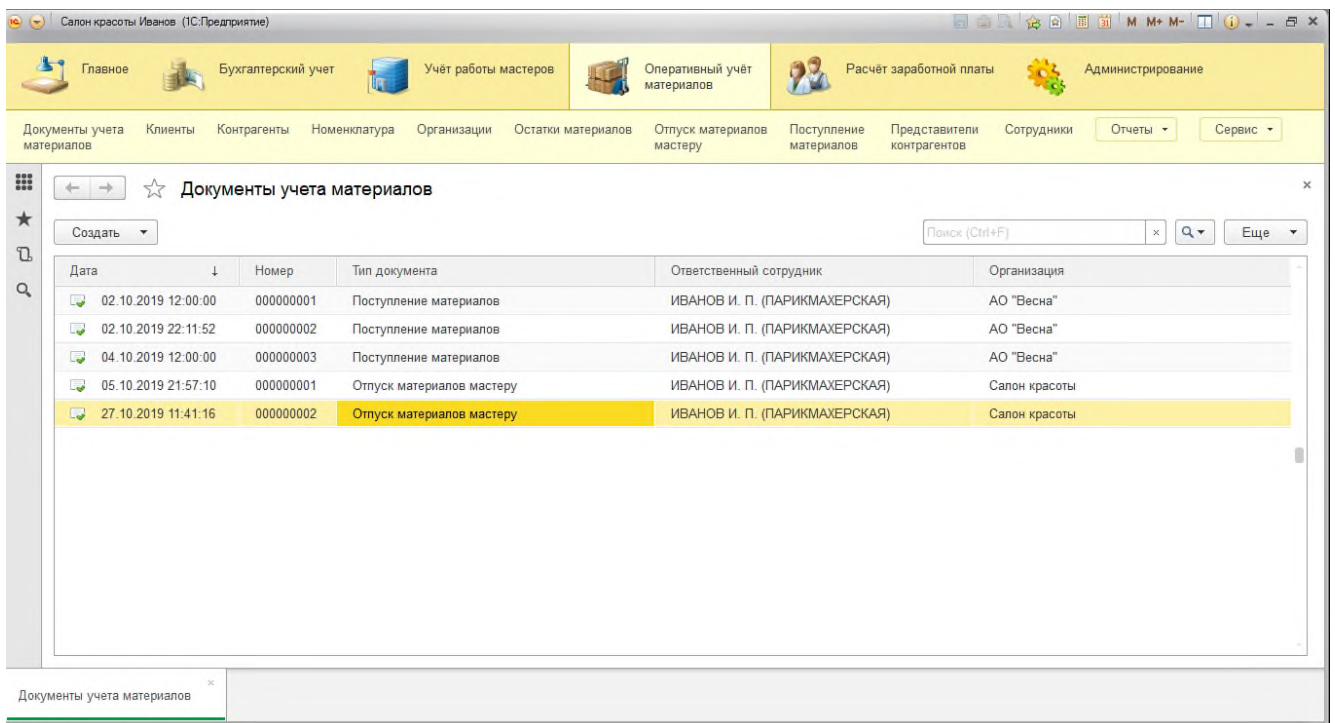 Салон красоты Иванов (1С:Предприятие)
31 M M+ M-
Главное Бухгалтерский учет Учёт работы мастеров Оперативный учёт материалов Расчёт заработной платы Администрирование
Документы учета материалов Клиенты Контрагенты Номенклатура Организации Остатки материалов Отпуск материалов мастеру Поступление материалов Представители контрагентов Сотрудники Отчеты Сервис
Документы учета материалов
Создать Поиск (Ctrl+F) × Еще
Дата ↓ Номер Тип документа Ответственный сотрудник Организация
02.10.2019 12:00:00 000000001 Поступление материалов ИВАНОВ И. П. (ПАРИКМАХЕРСКАЯ) АО "Весна"
02.10.2019 22:11:52 000000002 Поступление материалов ИВАНОВ И. П. (ПАРИКМАХЕРСКАЯ) АО "Весна"
04.10.2019 12:00:00 000000003 Поступление материалов ИВАНОВ И. П. (ПАРИКМАХЕРСКАЯ) АО "Весна"
05.10.2019 21:57:10 000000001 Отпуск материалов мастеру ИВАНОВ И. П. (ПАРИКМАХЕРСКАЯ) Салон красоты
27.10.2019 11:41:16 000000002 Отпуск материалов мастеру ИВАНОВ И. П. (ПАРИКМАХЕРСКАЯ) Салон красоты
Документы учета материалов